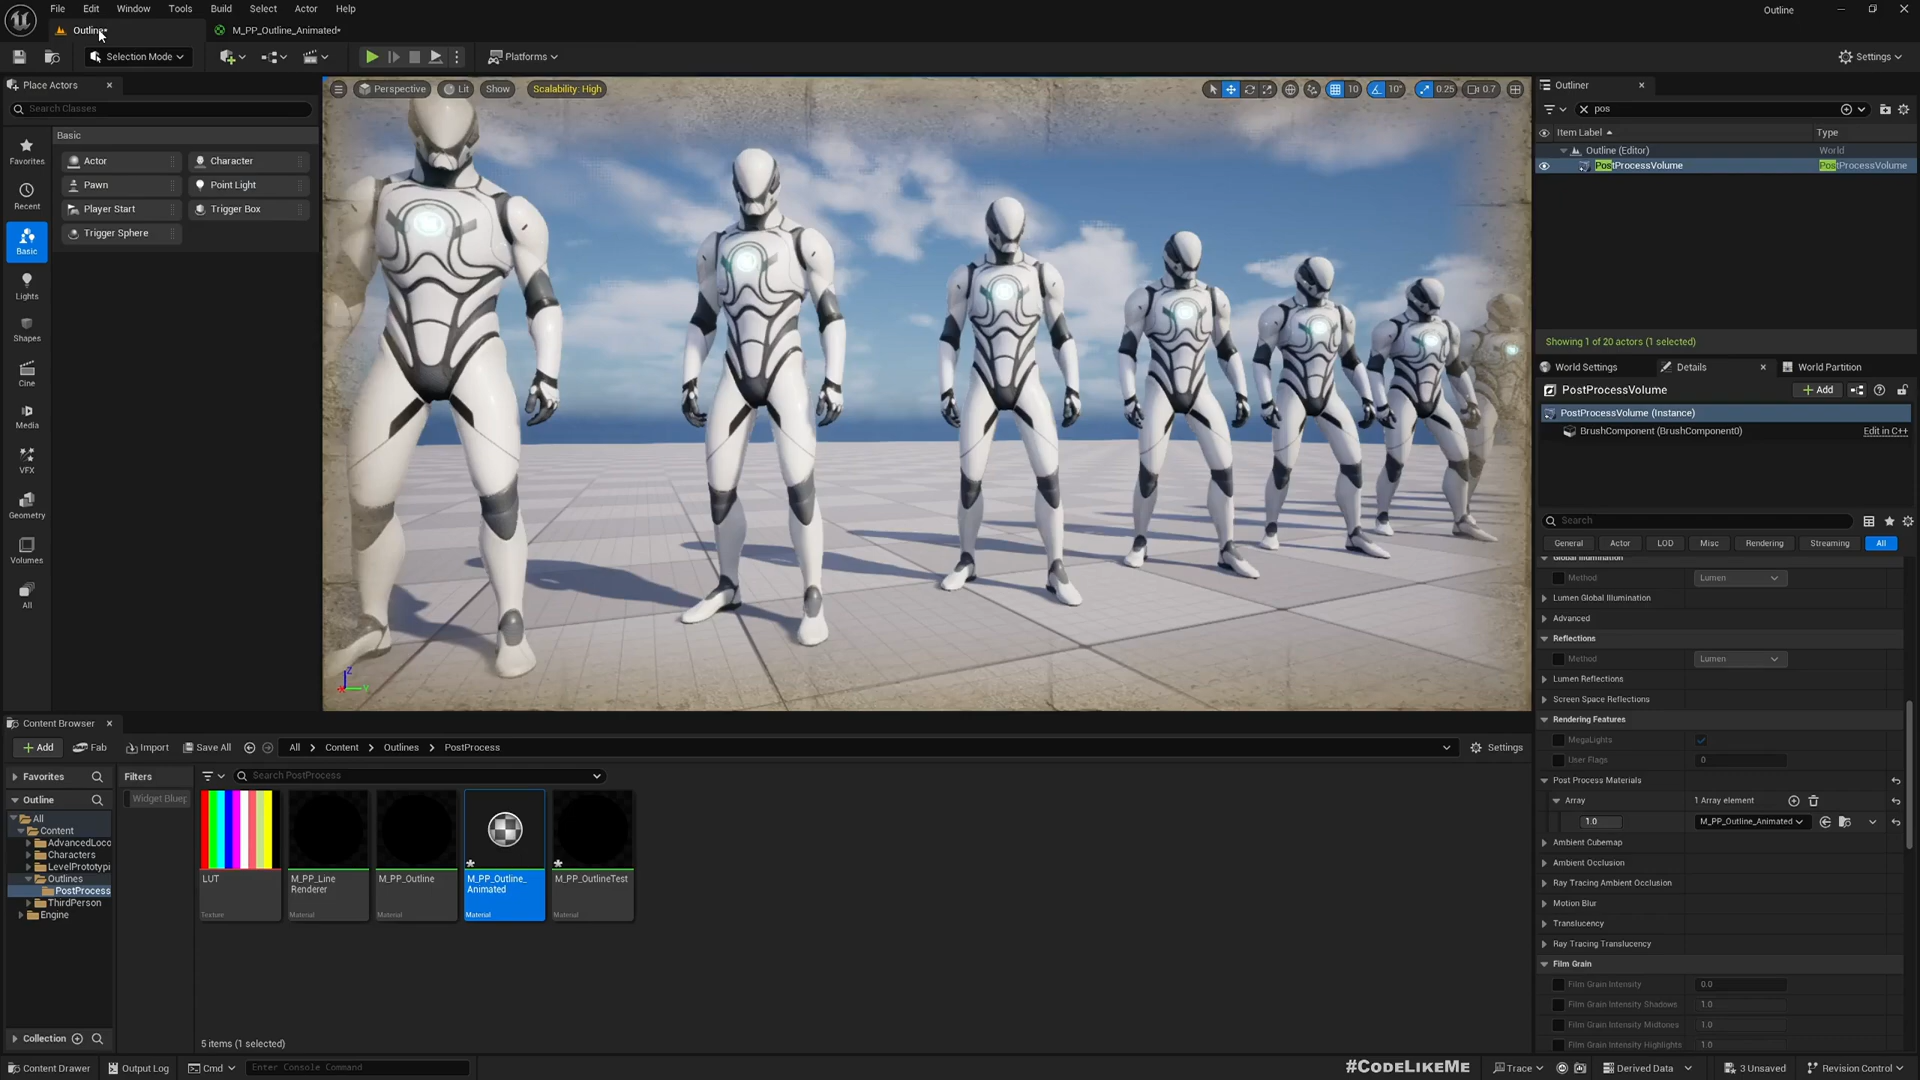 File Edit Window Tools Build Select Actor Help
Outline
Outline*
M_PP_Outline_Animated*
Selection Mode
Platforms
Settings
Place Actors
Search Classes
Basic
Actor
Character
Pawn
Point Light
Player Start
Trigger Box
Trigger Sphere
Favorites
Recent
Basic
Lights
Shapes
Cine
Media
VFX
Geometry
Volumes
All
Perspective
Lit
Show
Scalability: High
10
10°
0.25
0.7
Z
Outliner
pos
Item Label
Type
Outline (Editor)
World
PostProcessVolume
PostProcessVolume
Showing 1 of 20 actors (1 selected)
World Settings
Details
World Partition
PostProcessVolume
Add
PostProcessVolume (Instance)
BrushComponent (BrushComponent0)
Edit in C++
Search
General
Actor
LOD
Misc
Rendering
Streaming
All
Global Illumination
Method
Lumen
Lumen Global Illumination
Advanced
Reflections
Method
Lumen
Lumen Reflections
Screen Space Reflections
Rendering Features
MegaLights
User Flags
0
Post Process Materials
Array
1 Array element
1.0
M_PP_Outline_Animated
Ambient Cubemap
Ambient Occlusion
Ray Tracing Ambient Occlusion
Motion Blur
Translucency
Ray Tracing Translucency
Film Grain
Film Grain Intensity
0.0
Film Grain Intensity Shadows
1.0
Film Grain Intensity Midtones
1.0
Film Grain Intensity Highlights
1.0
Content Browser
Add
Fab
Import
Save All
All
Content
Outlines
PostProcess
Settings
Favorites
Outline
All
Content
AdvancedLoco
Characters
LevelPrototypi
Outlines
PostProcess
ThirdPerson
Engine
Collection
Filters
Widget Bluep
Search PostProcess
LUT
Texture
M_PP_Line
Renderer
Material
M_PP_Outline
Material
M_PP_Outline_
Animated
Material
M_PP_OutlineTest
Material
5 items (1 selected)
Content Drawer
Output Log
Cmd
Enter Console Command
#CODELIKEME
Trace
Derived Data
3 Unsaved
Revision Control